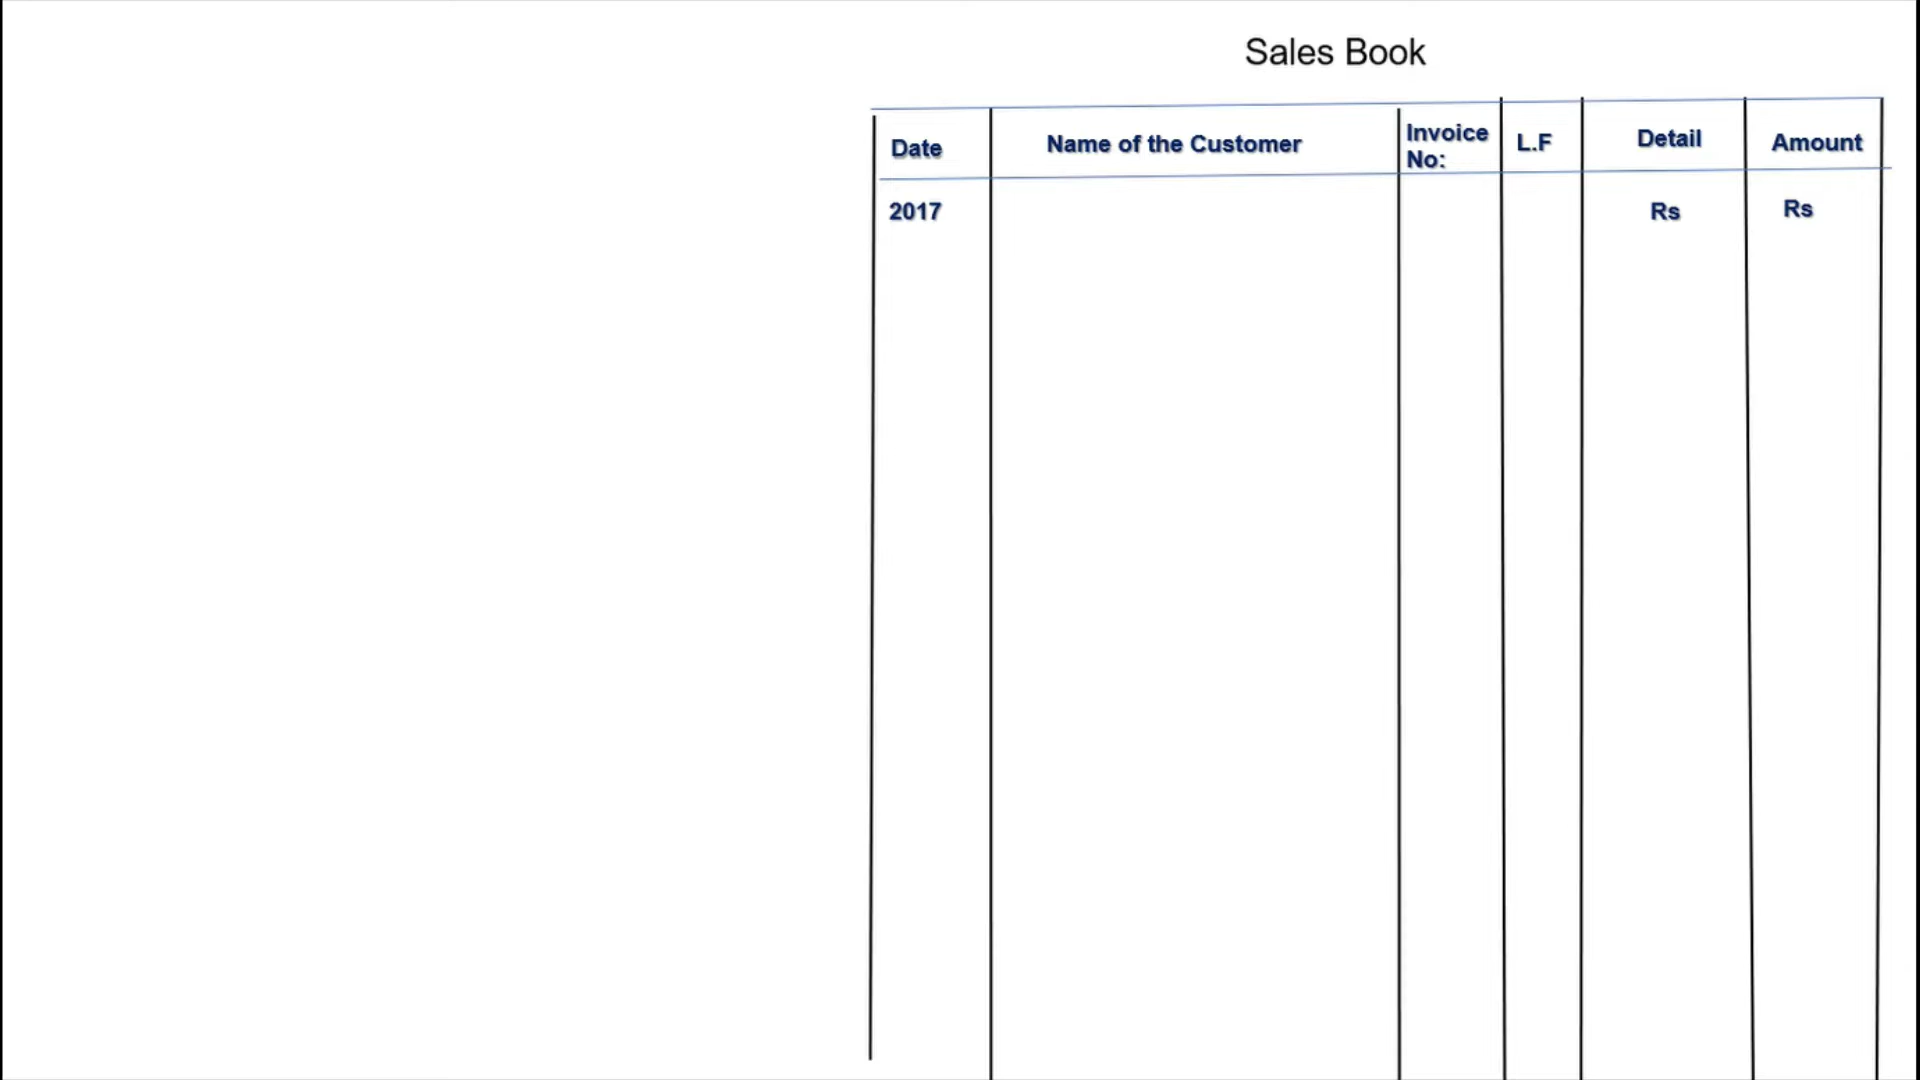 Sales Book
Date
Name of the Customer
Invoice
No:
L.F
Detail
Amount
2017
Rs
Rs